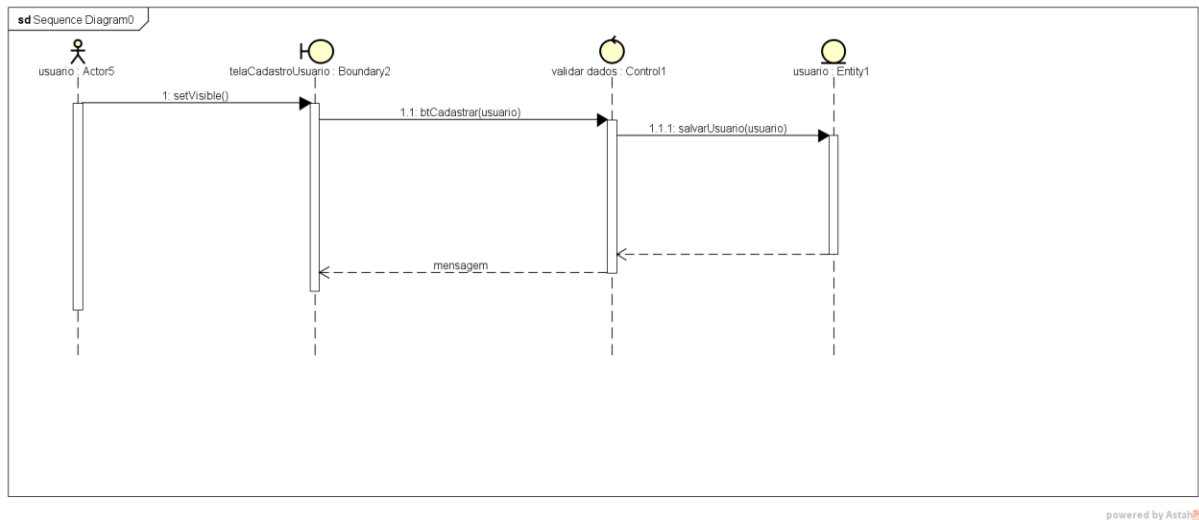 sd Sequence Diagram0
usuario : Actor5
telaCadastroUsuario : Boundary2
validar dados : Control1
usuario : Entity1
1: setVisible()
1.1: btCadastrar(usuario)
1.1.1: salvarUsuario(usuario)
mensagem
powered by Astah